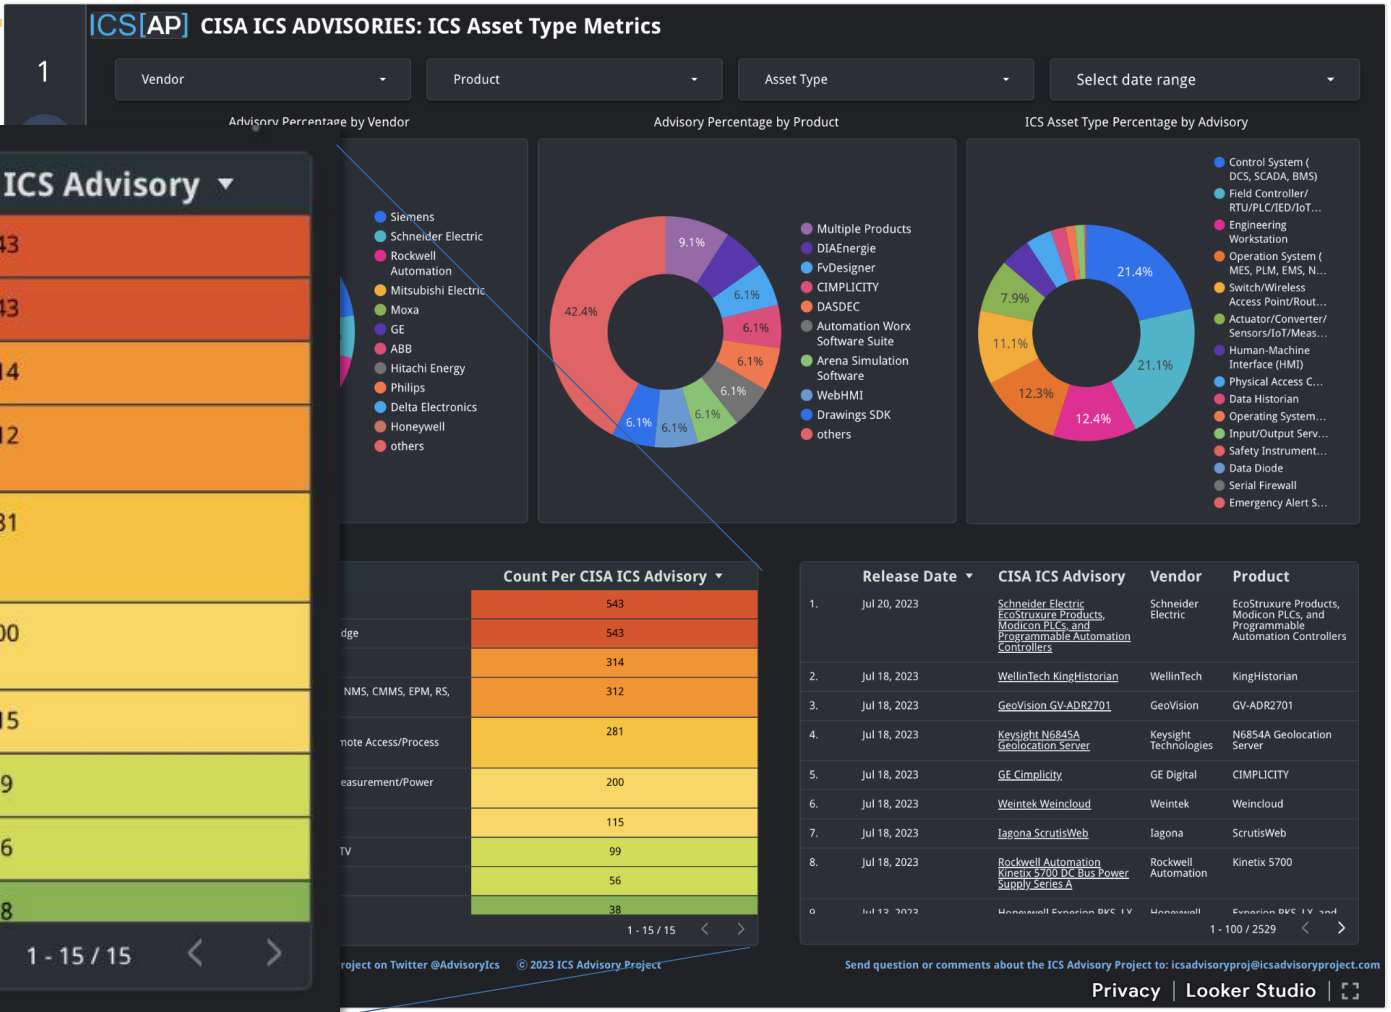 ICS[AP] CISA ICS ADVISORIES: ICS Asset Type Metrics
1
Vendor
Product
Asset Type
Select date range
Advisory Percentage by Vendor
Advisory Percentage by Product
ICS Asset Type Percentage by Advisory
ICS Advisory
43
43
14
12
31
00
15
9
6
8
1 - 15 / 15
Siemens
Schneider Electric
Rockwell
Automation
Mitsubishi Electric
Moxa
GE
ABB
Hitachi Energy
Philips
Delta Electronics
Honeywell
others
9.1%
6.1%
6.1%
6.1%
6.1%
6.1%
6.1%
6.1%
42.4%
Multiple Products
DIAEnergie
FvDesigner
CIMPLICITY
DASDEC
Automation Worx
Software Suite
Arena Simulation
Software
WebHMI
Drawings SDK
others
21.4%
21.1%
12.4%
12.3%
11.1%
7.9%
Control System (
DCS, SCADA, BMS)
Field Controller/
RTU/PLC/IED/IoT...
Engineering
Workstation
Operation System (
MES, PLM, EMS, N...
Switch/Wireless
Access Point/Rout...
Actuator/Converter/
Sensors/IoT/Meas...
Human-Machine
Interface (HMI)
Physical Access C...
Data Historian
Operating System...
Input/Output Serv...
Safety Instrument...
Data Diode
Serial Firewall
Emergency Alert S...
Count Per CISA ICS Advisory
543
dge 543
314
NMS, CMMS, EPM, RS, 312
281
mote Access/Process
easurement/Power 200
115
TV 99
56
38
1 - 15 / 15
Release Date CISA ICS Advisory Vendor Product
1. Jul 20, 2023 Schneider Electric
EcoStruxure Products,
Modicon PLCs, and
Programmable Automation
Controllers
Schneider
Electric
EcoStruxure Products,
Modicon PLCs, and
Programmable
Automation Controllers
2. Jul 18, 2023 WellinTech KingHistorian WellinTech KingHistorian
3. Jul 18, 2023 GeoVision GV-ADR2701 GeoVision GV-ADR2701
4. Jul 18, 2023 Keysight N6845A
Geolocation Server
Keysight
Technologies
N6854A Geolocation
Server
5. Jul 18, 2023 GE Cimplicity GE Digital CIMPLICITY
6. Jul 18, 2023 Weintek Weincloud Weintek Weincloud
7. Jul 18, 2023 Iagona ScrutisWeb Iagona ScrutisWeb
8. Jul 18, 2023 Rockwell Automation
Kinetix 5700 DC Bus Power
Supply Series A
Rockwell
Automation
Kinetix 5700
9. Jul 13, 2023 Honeywell Experion PKS, LX Honeywell Experion PKS, LX, and
1 - 100 / 2529
roject on Twitter @AdvisoryIcs © 2023 ICS Advisory Project
Send question or comments about the ICS Advisory Project to: icsadvisoryproj@icsadvisoryproject.com
Privacy | Looker Studio